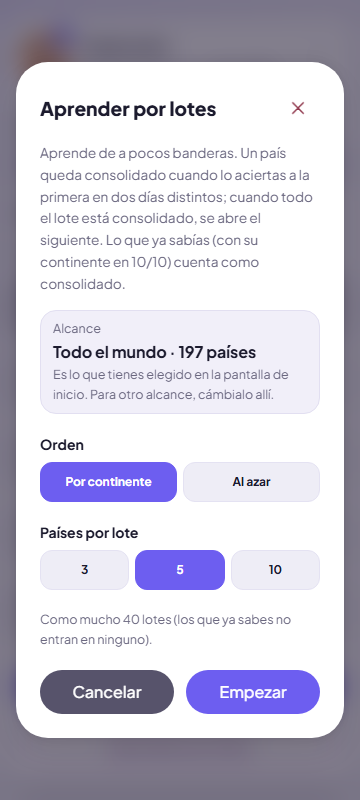 Aprender por lotes
Aprende de a pocos banderas. Un país
queda consolidado cuando lo aciertas a la
primera en dos días distintos; cuando todo
el lote está consolidado, se abre el
siguiente. Lo que ya sabías (con su
continente en 10/10) cuenta como
consolidado.
Alcance
Todo el mundo · 197 países
Es lo que tienes elegido en la pantalla de
inicio. Para otro alcance, cámbialo allí.
Orden
Por continente
Al azar
Países por lote
3
5
10
Como mucho 40 lotes (los que ya sabes no
entran en ninguno).
Cancelar
Empezar